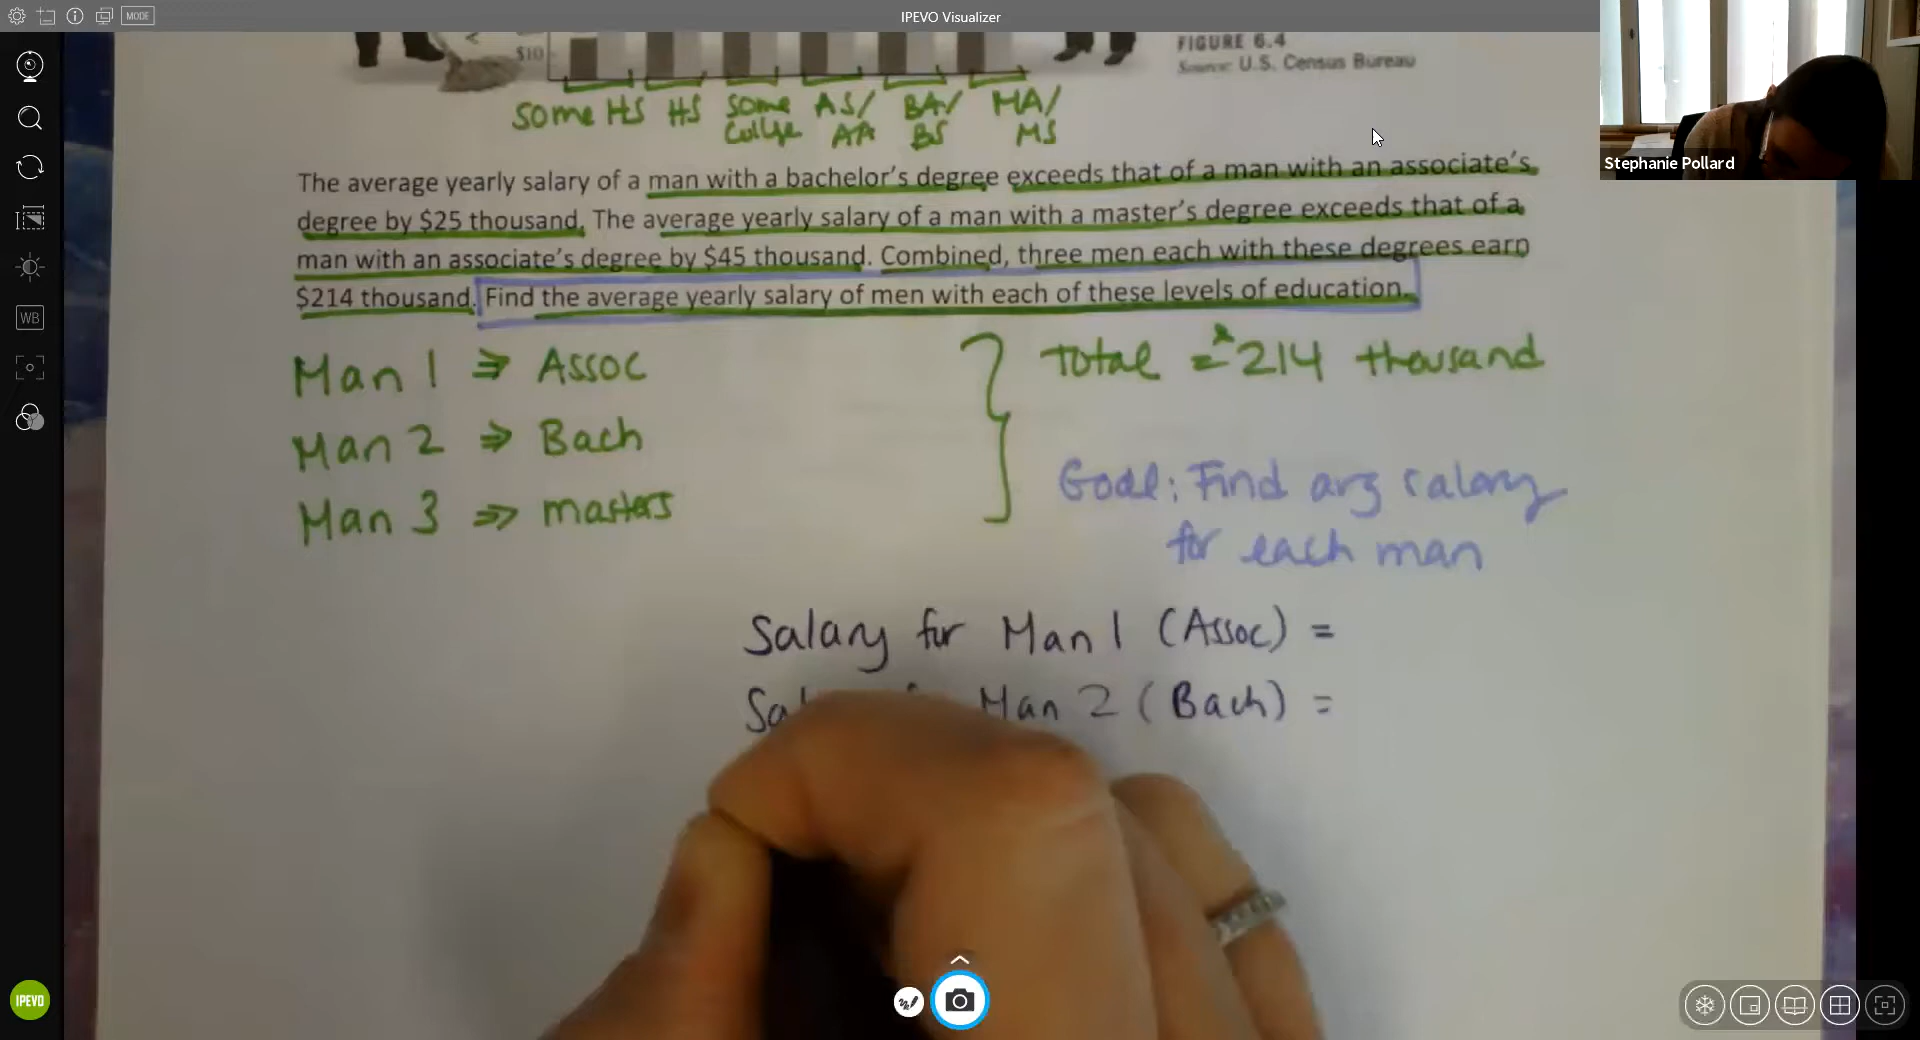 MODE
IPEVO Visualizer
$10
FIGURE 6.4
Source: U.S. Census Bureau
Some HS HS Some College AS/AA BA/BS MA/MS
Stephanie Pollard
The average yearly salary of a man with a bachelor's degree exceeds that of a man with an associate's
degree by $25 thousand. The average yearly salary of a man with a master's degree exceeds that of a
man with an associate's degree by $45 thousand. Combined, three men each with these degrees earn
$214 thousand. Find the average yearly salary of men with each of these levels of education.
WB
Man 1 ⇒ Assoc
Man 2 ⇒ Bach
Man 3 ⇒ masters
Total = $214 thousand
Goal: Find avg salary
for each man
Salary for Man 1 (Assoc) =
Man 2 (Bach) =
IPEVO